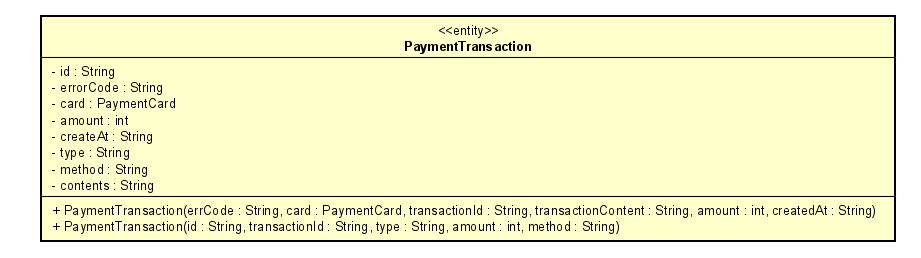 <<entity>>
PaymentTransaction
- id : String
- errorCode : String
- card : PaymentCard
- amount : int
- createAt : String
- type : String
- method : String
- contents : String
+ PaymentTransaction(errCode : String, card : PaymentCard, transactionId : String, transactionContent : String, amount : int, createdAt : String)
+ PaymentTransaction(id : String, transactionId : String, type : String, amount : int, method : String)